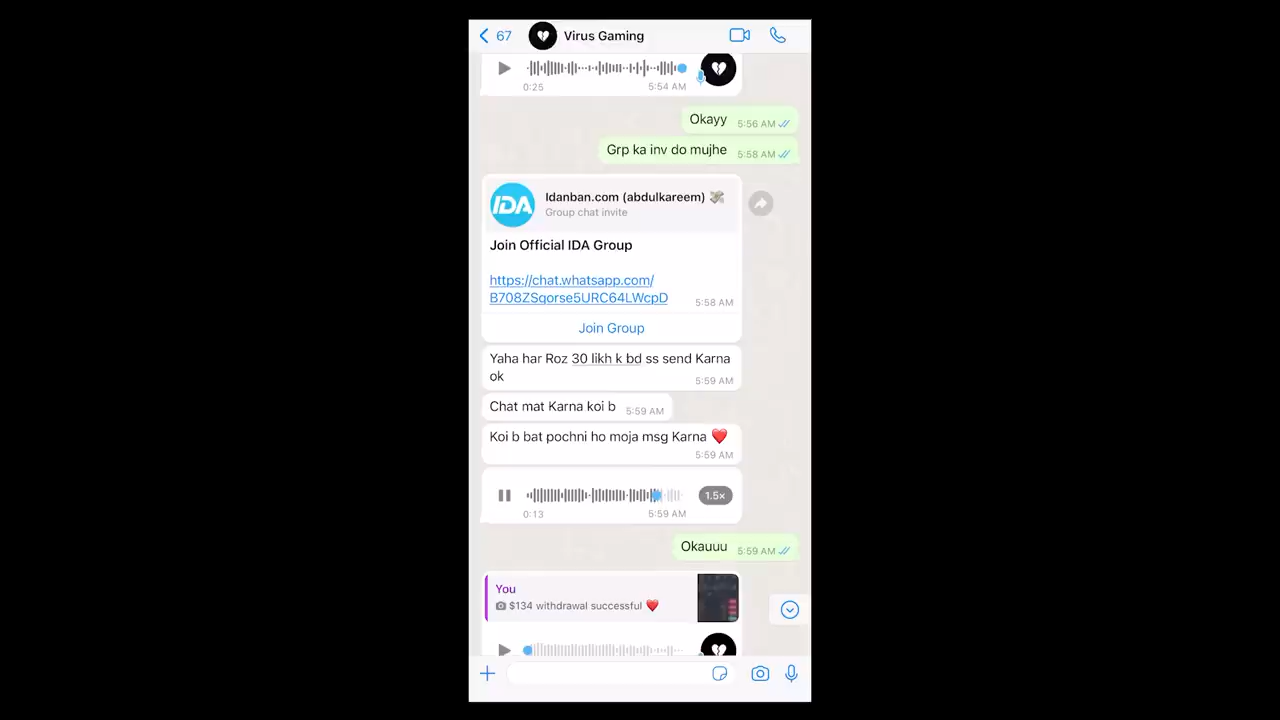 67
Virus Gaming
0:25
5:54 AM
Okayy
5:56 AM
Grp ka inv do mujhe
5:58 AM
IDA
Idanban.com (abdulkareem)
Group chat invite
Join Official IDA Group
https://chat.whatsapp.com/
B708ZSqorse5URC64LWcpD
5:58 AM
Join Group
Yaha har Roz 30 likh k bd ss send Karna
ok
5:59 AM
Chat mat Karna koi b
5:59 AM
Koi b bat pochni ho moja msg Karna ❤️
5:59 AM
1.5×
0:13
5:59 AM
Okauuu
5:59 AM
You
$134 withdrawal successful ❤️